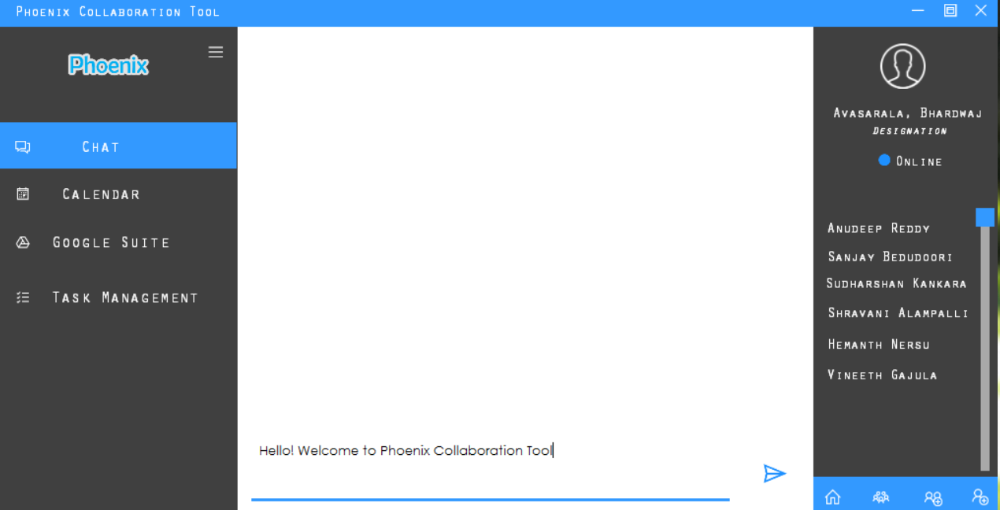 Phoenix Collaboration Tool
Phoenix
Chat
Calendar
Google Suite
Task Management
Hello! Welcome to Phoenix Collaboration Tool
Avasarala, Bhardwaj
Designation
Online
Anudeep Reddy
Sanjay Bedudoori
Sudharshan Kankara
Shravani Alampalli
Hemanth Nersu
Vineeth Gajula